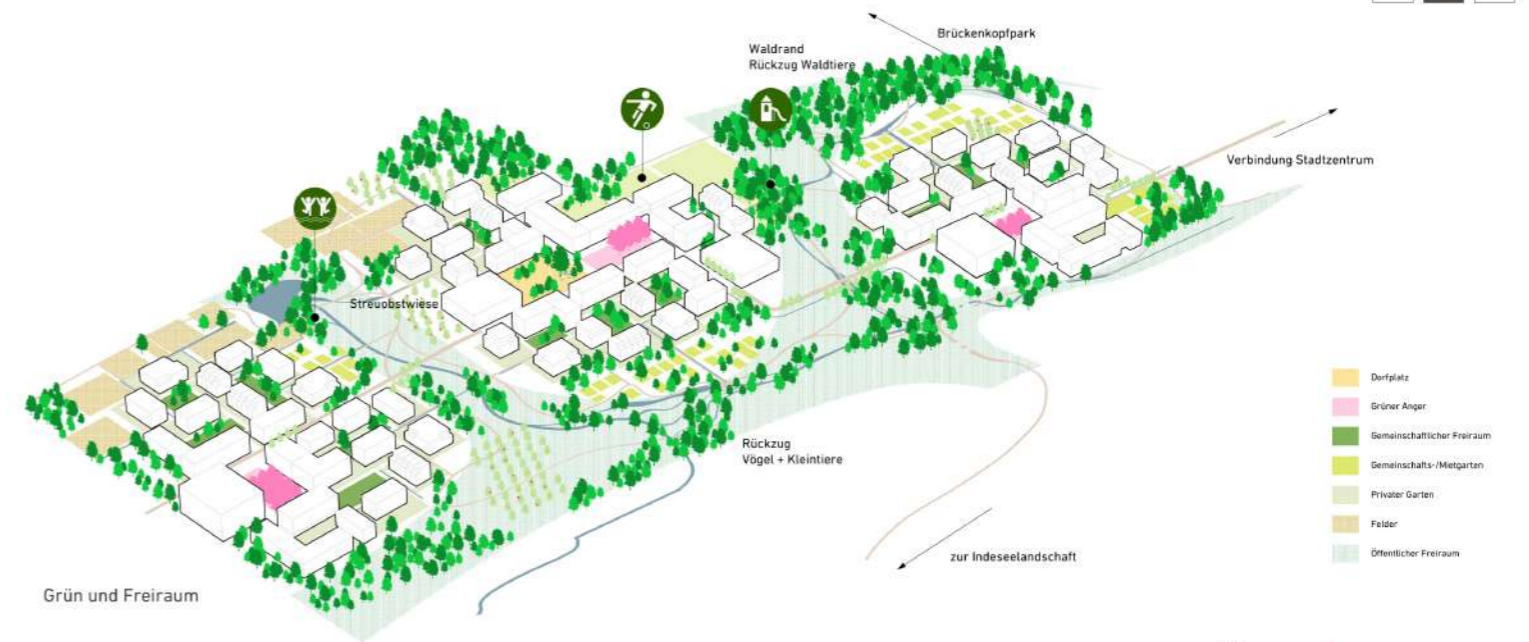 Brückenkopfpark
Waldrand
Rückzug Waldtiere
Verbindung Stadtzentrum
Streuobstwiese
Rückzug
Vögel + Kleintiere
zur Indeseelandschaft
Dorfplatz
Grüner Anger
Gemeinschaftlicher Freiraum
Gemeinschafts-/Mietgarten
Privater Garten
Felder
Öffentlicher Freiraum
Grün und Freiraum